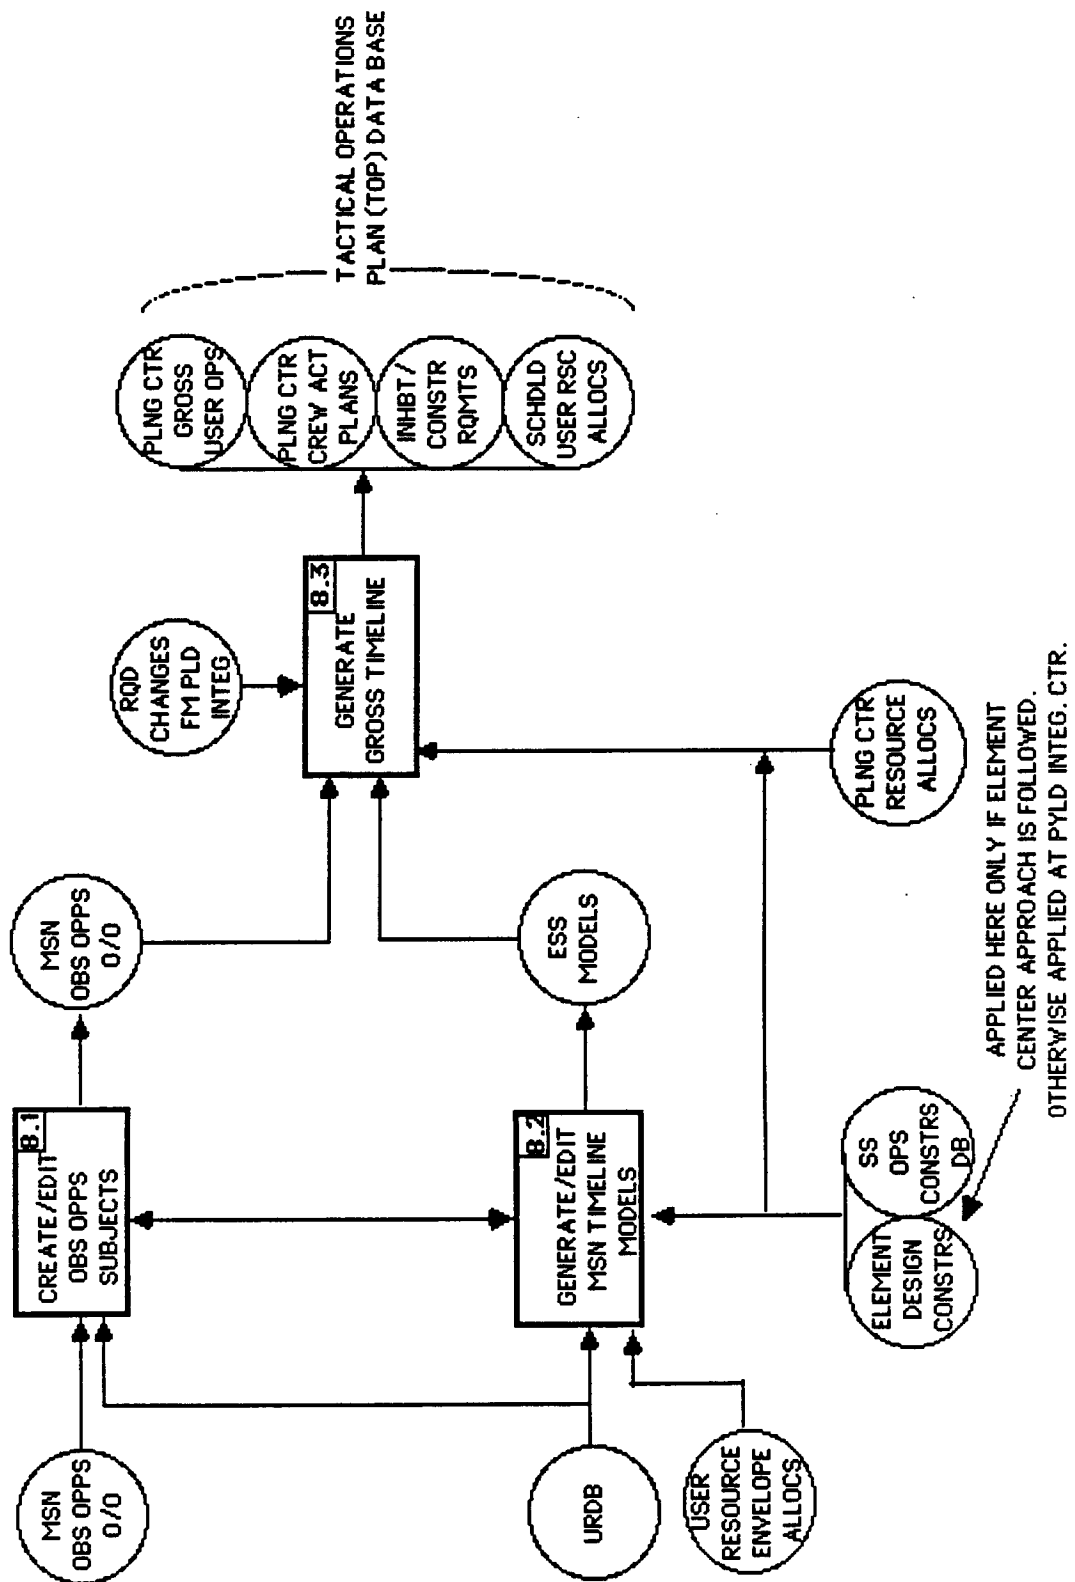 MSN
OBS OPPS
O/O
8.1
CREATE/EDIT
OBS OPPS
SUBJECTS
MSN
OBS OPPS
O/O
RQD
CHANGES
FM PLD
INTEG
8.3
GENERATE
GROSS TIMELINE
PLNG CTR
GROSS
USER OPS
PLNG CTR
CREW ACT
PLANS
INHBT/
CONSTR
RQMTS
SCHDLD
USER RSC
ALLOCS
TACTICAL OPERATIONS
PLAN (TOP) DATA BASE
URDB
8.2
GENERATE/EDIT
MSN TIMELINE
MODELS
ESS
MODELS
USER
RESOURCE
ENVELOPE
ALLOCS
ELEMENT
DESIGN
CONSTRS
SS
OPS
CONSTRS
DB
PLNG CTR
RESOURCE
ALLOCS
APPLIED HERE ONLY IF ELEMENT
CENTER APPROACH IS FOLLOWED.
OTHERWISE APPLIED AT PYLD INTEG. CTR.